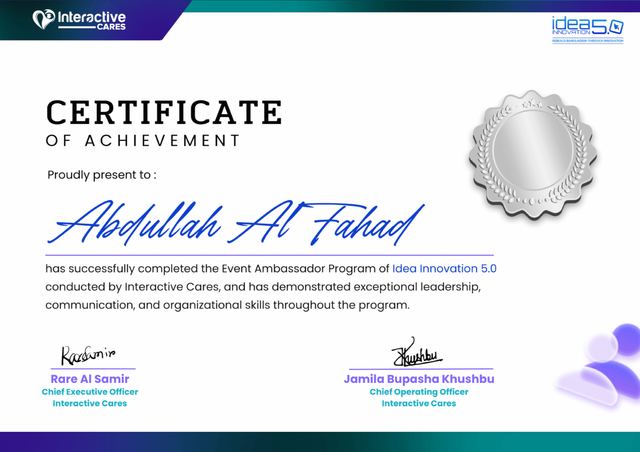 Interactive
CARES
idea 5.0
INNOVATION
CERTIFICATE
OF ACHIEVEMENT
Proudly present to :
Abdullah Al Fahad
has successfully completed the Event Ambassador Program of Idea Innovation 5.0
conducted by Interactive Cares, and has demonstrated exceptional leadership,
communication, and organizational skills throughout the program.
Rare Al Samir
Chief Executive Officer
Interactive Cares
Khushbu
Jamila Bupasha Khushbu
Chief Operating Officer
Interactive Cares